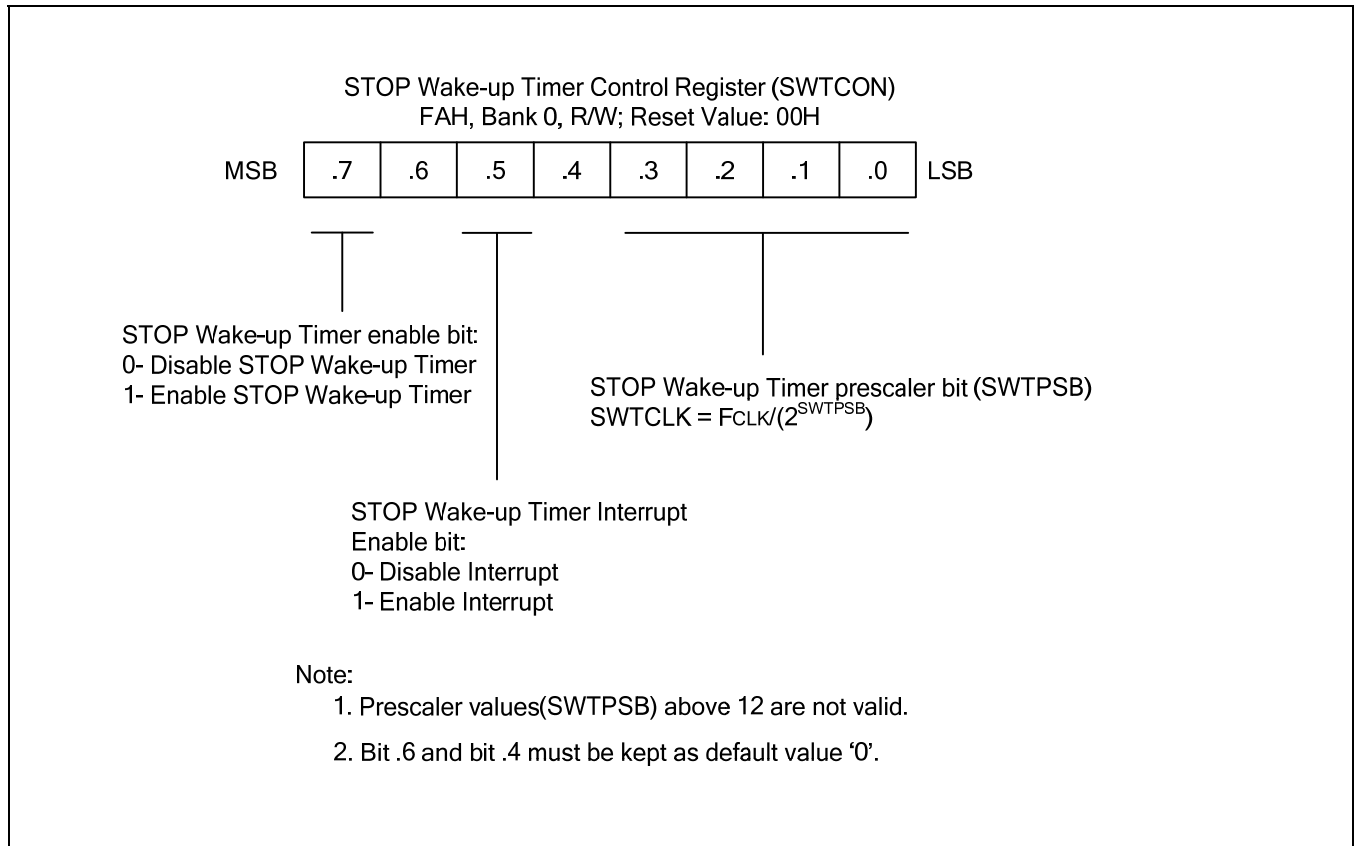 STOP Wake-up Timer Control Register (SWTCON)
FAH, Bank 0, R/W; Reset Value: 00H
MSB .7 .6 .5 .4 .3 .2 .1 .0 LSB
STOP Wake-up Timer enable bit:
0- Disable STOP Wake-up Timer
1- Enable STOP Wake-up Timer
STOP Wake-up Timer prescaler bit (SWTPSB)
SWTCLK = FCLK/(2^SWTPSB)
STOP Wake-up Timer Interrupt
Enable bit:
0- Disable Interrupt
1- Enable Interrupt
Note:
1. Prescaler values(SWTPSB) above 12 are not valid.
2. Bit .6 and bit .4 must be kept as default value ‘0’.